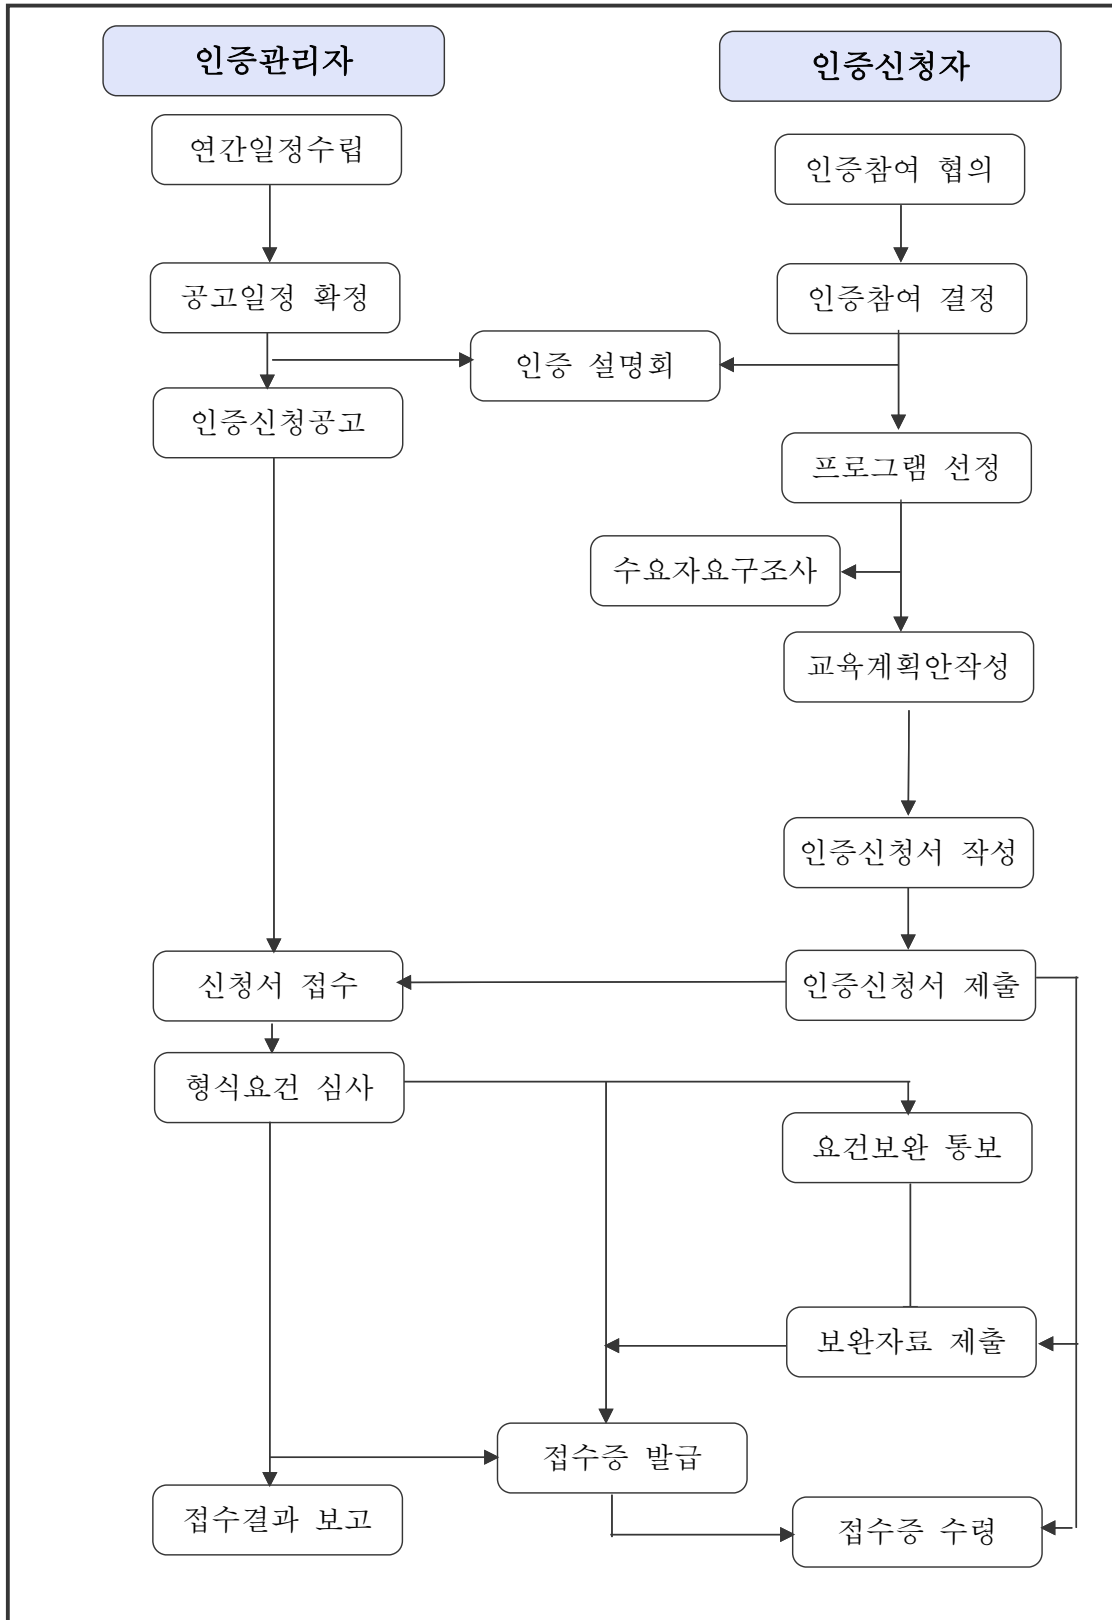 인증관리자
인증신청자
연간일정수립
인증참여 협의
공고일정 확정
인증참여 결정
인증 설명회
인증신청공고
프로그램 선정
수요자요구조사
교육계획안작성
인증신청서 작성
신청서 접수
인증신청서 제출
형식요건 심사
요건보완 통보
보완자료 제출
접수증 발급
접수결과 보고
접수증 수령